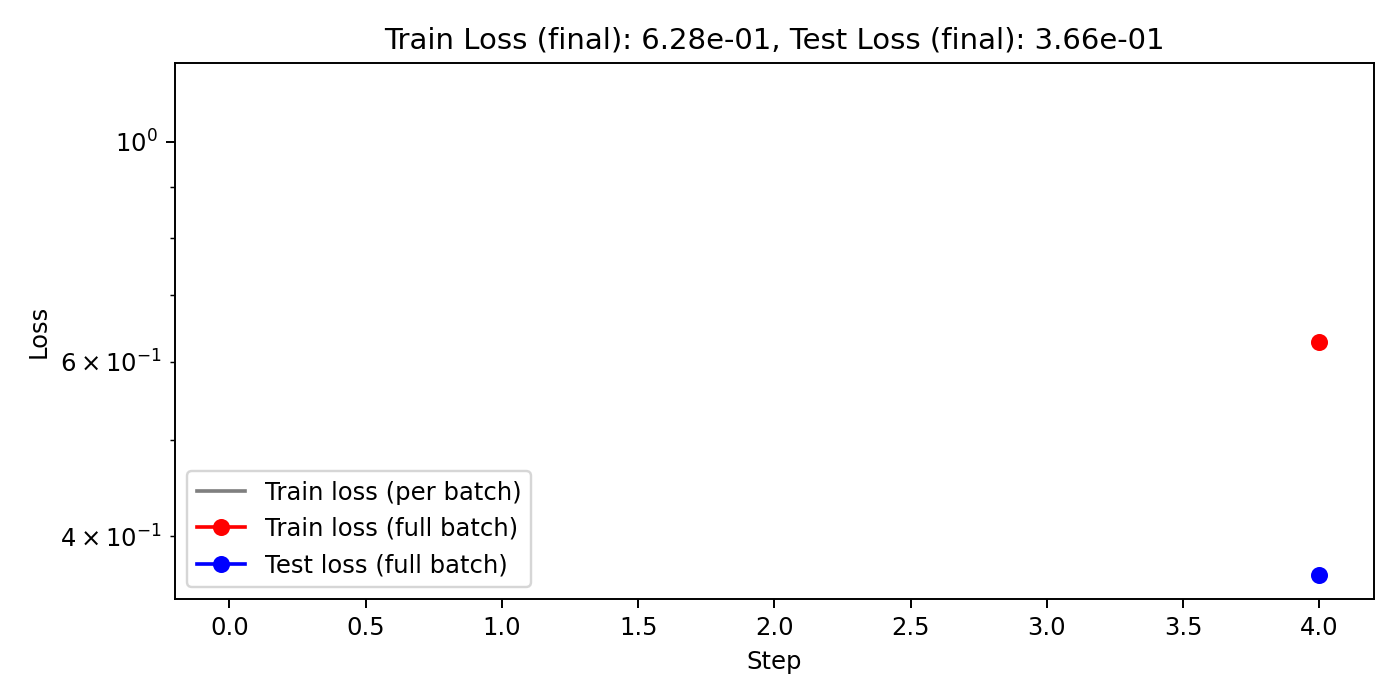 Train Loss (final): 6.28e-01, Test Loss (final): 3.66e-01
Loss
10⁰
6 × 10⁻¹
4 × 10⁻¹
Train loss (per batch)
Train loss (full batch)
Test loss (full batch)
0.0 0.5 1.0 1.5 2.0 2.5 3.0 3.5 4.0
Step